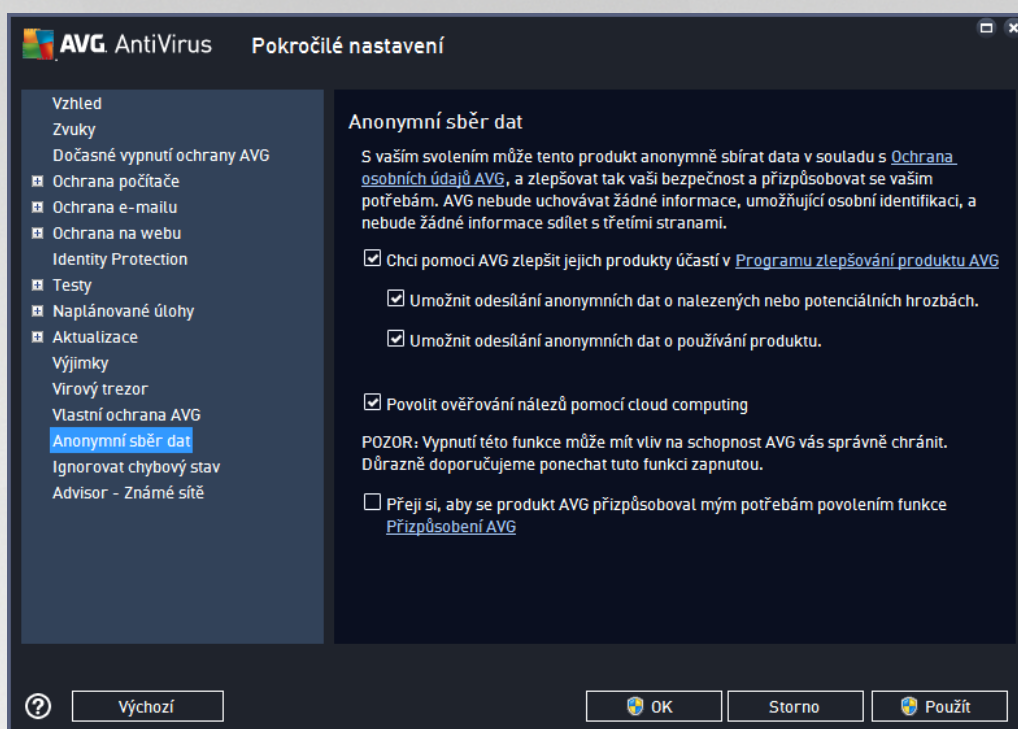 AVG. AntiVirus Pokročilé nastavení
Vzhled
Zvuky
Dočasné vypnutí ochrany AVG
Ochrana počítače
Ochrana e-mailu
Ochrana na webu
Identity Protection
Testy
Naplánované úlohy
Aktualizace
Výjimky
Virový trezor
Vlastní ochrana AVG
Anonymní sběr dat
Ignorovat chybový stav
Advisor - Známé sítě
Anonymní sběr dat
S vaším svolením může tento produkt anonymně sbírat data v souladu s Ochrana
osobních údajů AVG, a zlepšovat tak vaši bezpečnost a přizpůsobovat se vašim
potřebám. AVG nebude uchovávat žádné informace, umožňující osobní identifikaci, a
nebude žádné informace sdílet s třetími stranami.
Chci pomoci AVG zlepšit jejich produkty účastí v Programu zlepšování produktu AVG
Umožnit odesílání anonymních dat o nalezených nebo potenciálních hrozbách.
Umožnit odesílání anonymních dat o používání produktu.
Povolit ověřování nálezů pomocí cloud computing
POZOR: Vypnutí této funkce může mít vliv na schopnost AVG vás správně chránit.
Důrazně doporučujeme ponechat tuto funkci zapnutou.
Přeji si, aby se produkt AVG přizpůsoboval mým potřebám povolením funkce
Přizpůsobení AVG
? Výchozí OK Storno Použít